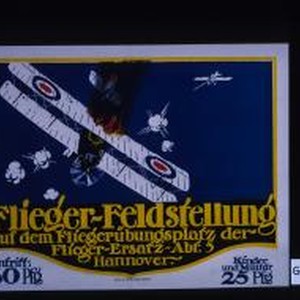 Flieger-Feldstellung
auf dem Fliegerübungsplatz der
Flieger-Ersatz-Abt. 5
Hannover
Kinder
und Militär
50 Pfg
25 Pfg